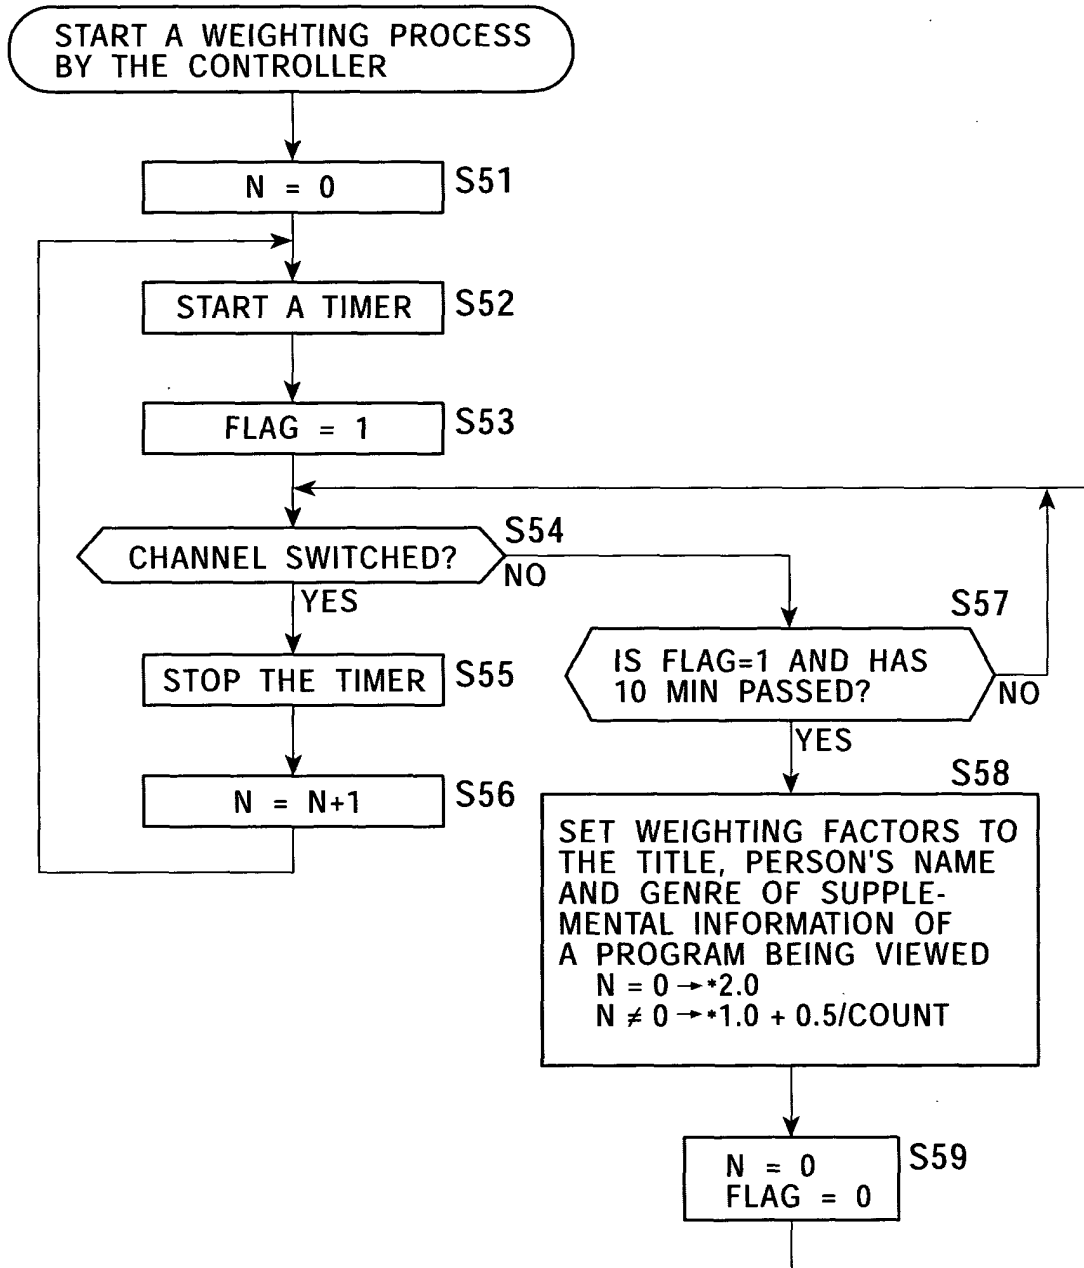 START A WEIGHTING PROCESS
BY THE CONTROLLER
N = 0
S51
START A TIMER
S52
FLAG = 1
S53
CHANNEL SWITCHED?
S54
NO
YES
STOP THE TIMER
S55
N = N+1
S56
S57
IS FLAG=1 AND HAS
10 MIN PASSED?
NO
YES
S58
SET WEIGHTING FACTORS TO
THE TITLE, PERSON'S NAME
AND GENRE OF SUPPLE-
MENTAL INFORMATION OF
A PROGRAM BEING VIEWED
N = 0 → *2.0
N ≠ 0 → *1.0 + 0.5/COUNT
S59
N = 0
FLAG = 0